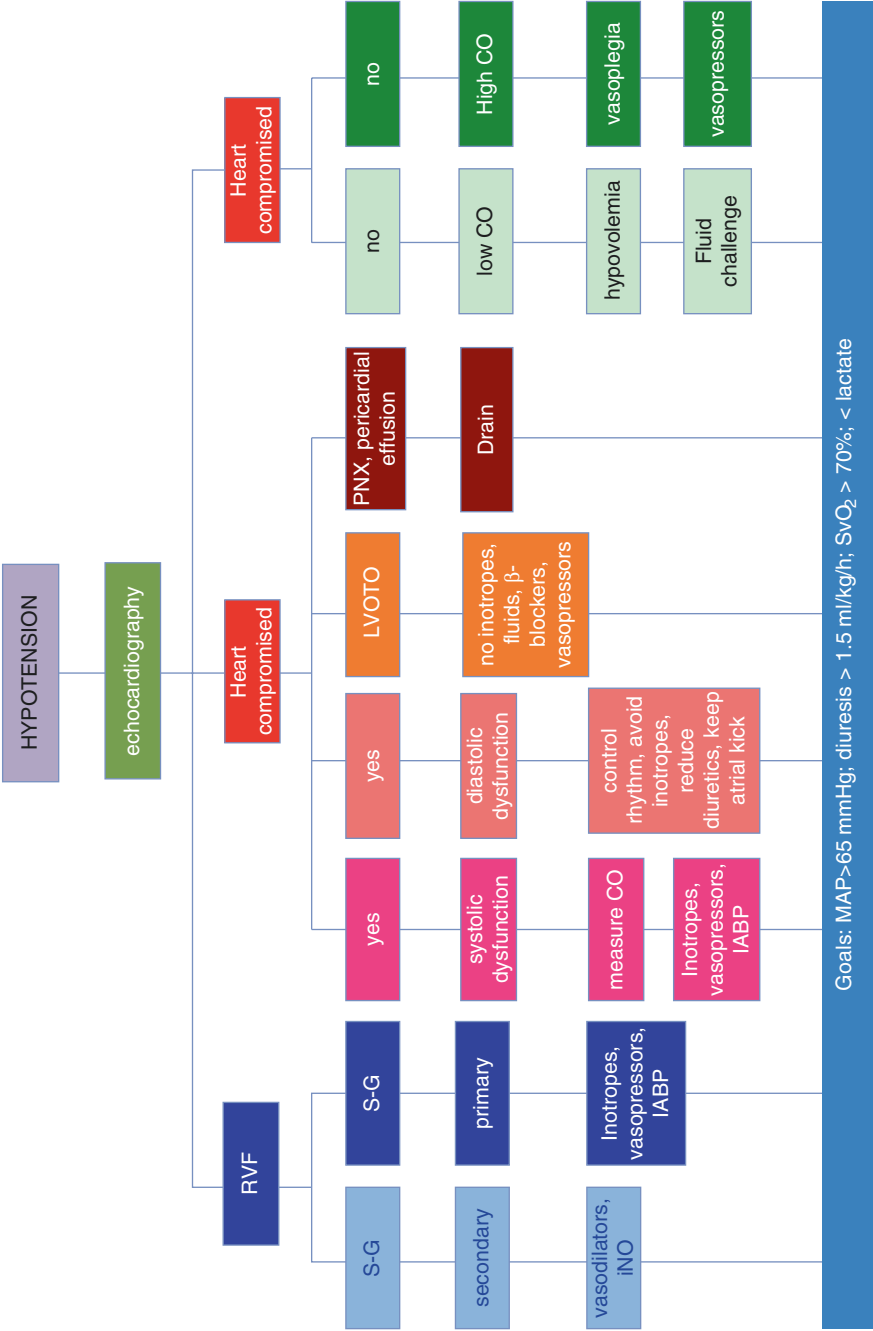 HYPOTENSION
echocardiography
RVF
Heart
compromised
Heart
compromised
S-G
S-G
yes
yes
LVOTO
PNX, pericardial
effusion
no
no
secondary
primary
systolic
dysfunction
diastolic
dysfunction
no inotropes,
fluids, β-
blockers,
vasopressors
Drain
low CO
High CO
vasodilators,
iNO
Inotropes,
vasopressors,
IABP
measure CO
control
rhythm, avoid
inotropes,
reduce
diuretics, keep
atrial kick
hypovolemia
vasoplegia
Inotropes,
vasopressors,
IABP
Fluid
challenge
vasopressors
Goals: MAP>65 mmHg; diuresis > 1.5 ml/kg/h; SvO₂ > 70%; < lactate